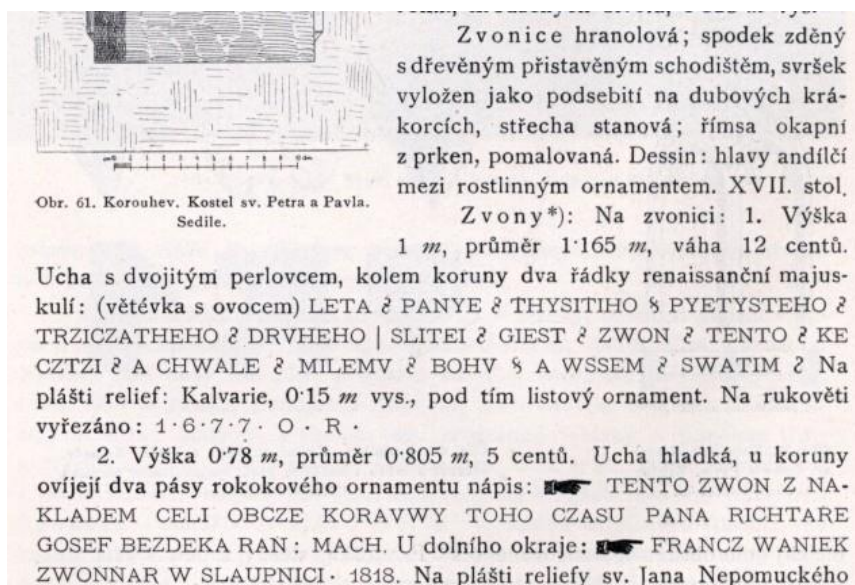 Zvonice hranolová; spodek zděný
s dřevěným přistavěným schodištěm, svršek
vyložen jako podsebití na dubových krá-
korcích, střecha stanová; římsa okapní
z prken, pomalovaná. Dessin: hlavy andílčí
mezi rostlinným ornamentem. XVII. stol.
Obr. 61. Korouhev. Kostel sv. Petra a Pavla.
Sedile.
Zvony*): Na zvonici: 1. Výška
1 m, průměr 1·165 m, váha 12 centů.
Ucha s dvojitým perlovcem, kolem koruny dva řádky renaissanční majus-
kulí: (větévka s ovocem) LETA PANYE THYSITIHO PYETYSTEHO
TRZICZATHEHO DRVHEHO | SLITEI GIEST ZWON TENTO KE
CZTZI A CHWALE MILEMV BOHV A WSSEM SWATIM Na
plášti relief: Kalvarie, 0·15 m vys., pod tím listový ornament. Na rukověti
vyřezáno: 1·6·7·7· O · R ·
2. Výška 0·78 m, průměr 0·805 m, 5 centů. Ucha hladká, u koruny
ovíjejí dva pásy rokokového ornamentu nápis: TENTO ZWON Z NA-
KLADEM CELI OBCZE KORAVWY TOHO CZASU PANA RICHTARE
GOSEF BEZDEKA RAN; MACH. U dolního okraje: FRANCZ WANIEK
ZWONNAR W SLAUPNICI · 1818. Na plášti reliefy sv. Jana Nepomuckého